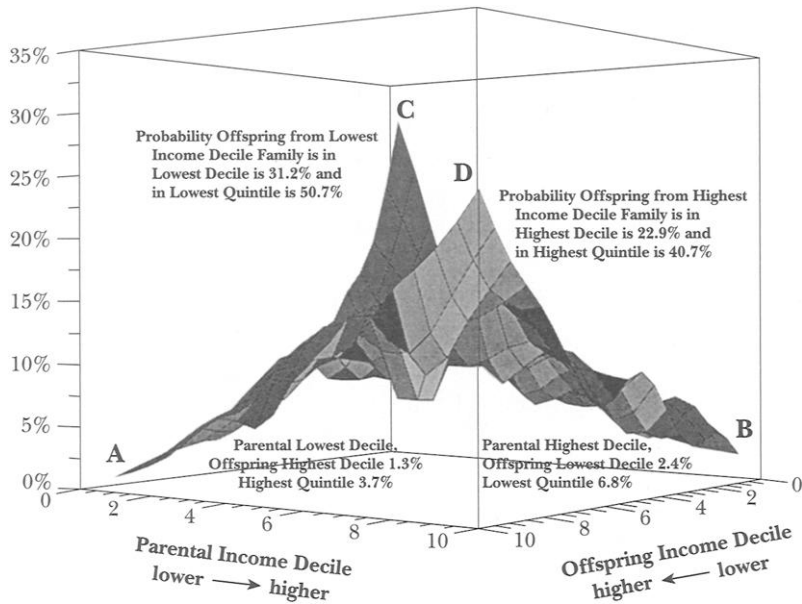 35%
30%
25%
20%
15%
10%
5%
0%
C
Probability Offspring from Lowest
Income Decile Family is in
Lowest Decile is 31.2% and
in Lowest Quintile is 50.7%
D
Probability Offspring from Highest
Income Decile Family is in
Highest Decile is 22.9% and
in Highest Quintile is 40.7%
A
Parental Lowest Decile,
Offspring Highest Decile 1.3%
Highest Quintile 3.7%
B
Parental Highest Decile,
Offspring Lowest Decile 2.4%
Lowest Quintile 6.8%
0 2 4 6 8 10
10 8 6 4 2 0
Parental Income Decile
lower → higher
Offspring Income Decile
higher ← lower